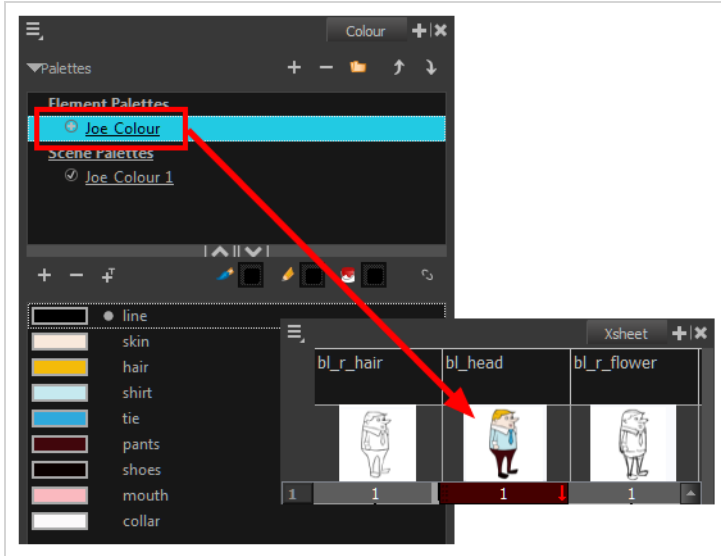 Colour
Palettes
Element Palettes
Joe Colour
Scene Palettes
Joe Colour 1
line
skin
hair
shirt
tie
pants
shoes
mouth
collar
Xsheet
bl_r_hair bl_head bl_r_flower
1 1 1 1